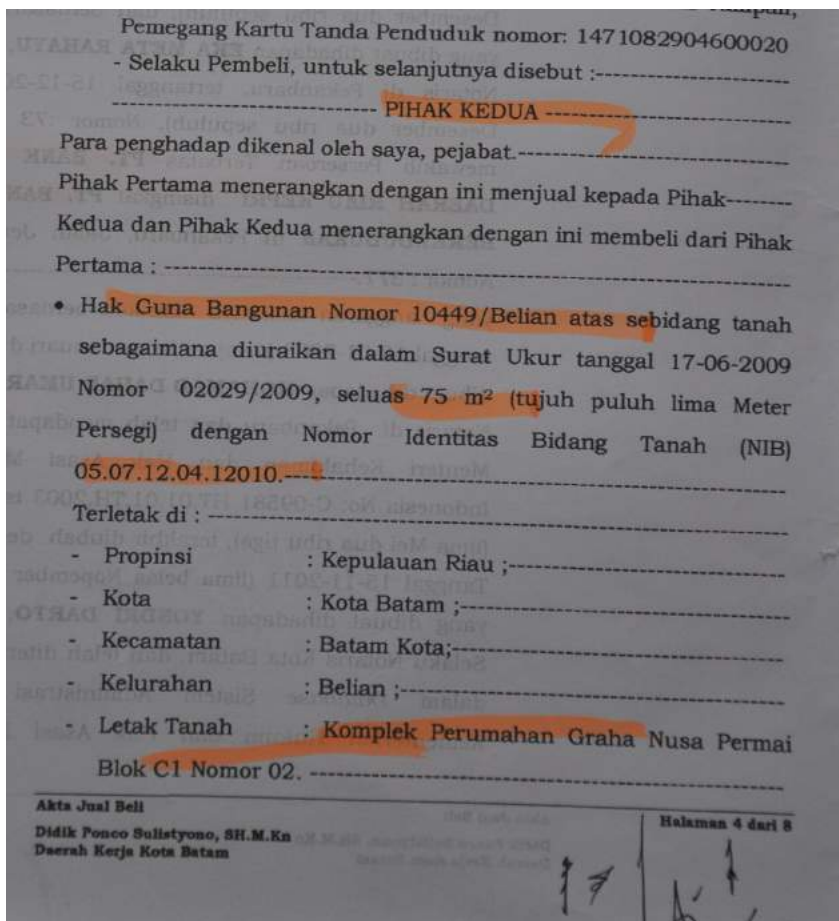 Pemegang Kartu Tanda Penduduk nomor: 1471082904600020
- Selaku Pembeli, untuk selanjutnya disebut :--------------------
---------------------------- PIHAK KEDUA --------------------------
Para penghadap dikenal oleh saya, pejabat.---------------------------
Pihak Pertama menerangkan dengan ini menjual kepada Pihak--------
Kedua dan Pihak Kedua menerangkan dengan ini membeli dari Pihak
Pertama : ----------------------------------------------------------------
• Hak Guna Bangunan Nomor 10449/Belian atas sebidang tanah
sebagaimana diuraikan dalam Surat Ukur tanggal 17-06-2009
Nomor 02029/2009, seluas 75 m² (tujuh puluh lima Meter
Persegi) dengan Nomor Identitas Bidang Tanah (NIB)
05.07.12.04.12010.--------------------------------------------------
Terletak di : ------------------------------------------------------------
- Propinsi : Kepulauan Riau ;----------------------------
- Kota : Kota Batam ;---------------------------------
- Kecamatan : Batam Kota;----------------------------------
- Kelurahan : Belian ;---------------------------------------
- Letak Tanah : Komplek Perumahan Graha Nusa Permai
Blok C1 Nomor 02. ------------------------------------------------
Akta Jual Beli
Didik Ponco Sulistyono, SH.M.Kn
Daerah Kerja Kota Batam
Halaman 4 dari 8